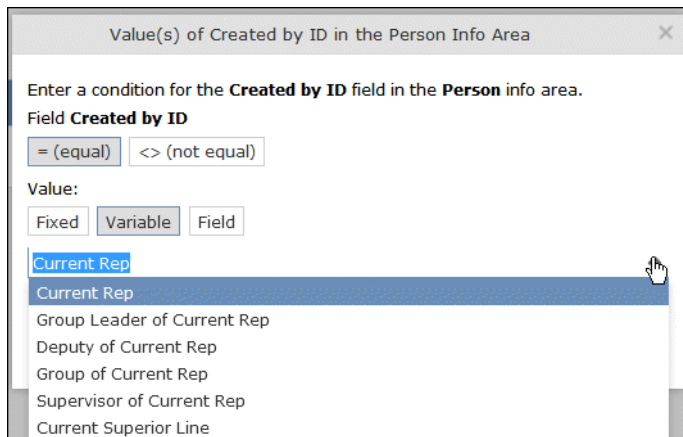 Value(s) of Created by ID in the Person Info Area
Enter a condition for the Created by ID field in the Person info area.
Field Created by ID
= (equal) <> (not equal)
Value:
Fixed Variable Field
Current Rep
Current Rep
Group Leader of Current Rep
Deputy of Current Rep
Group of Current Rep
Supervisor of Current Rep
Current Superior Line